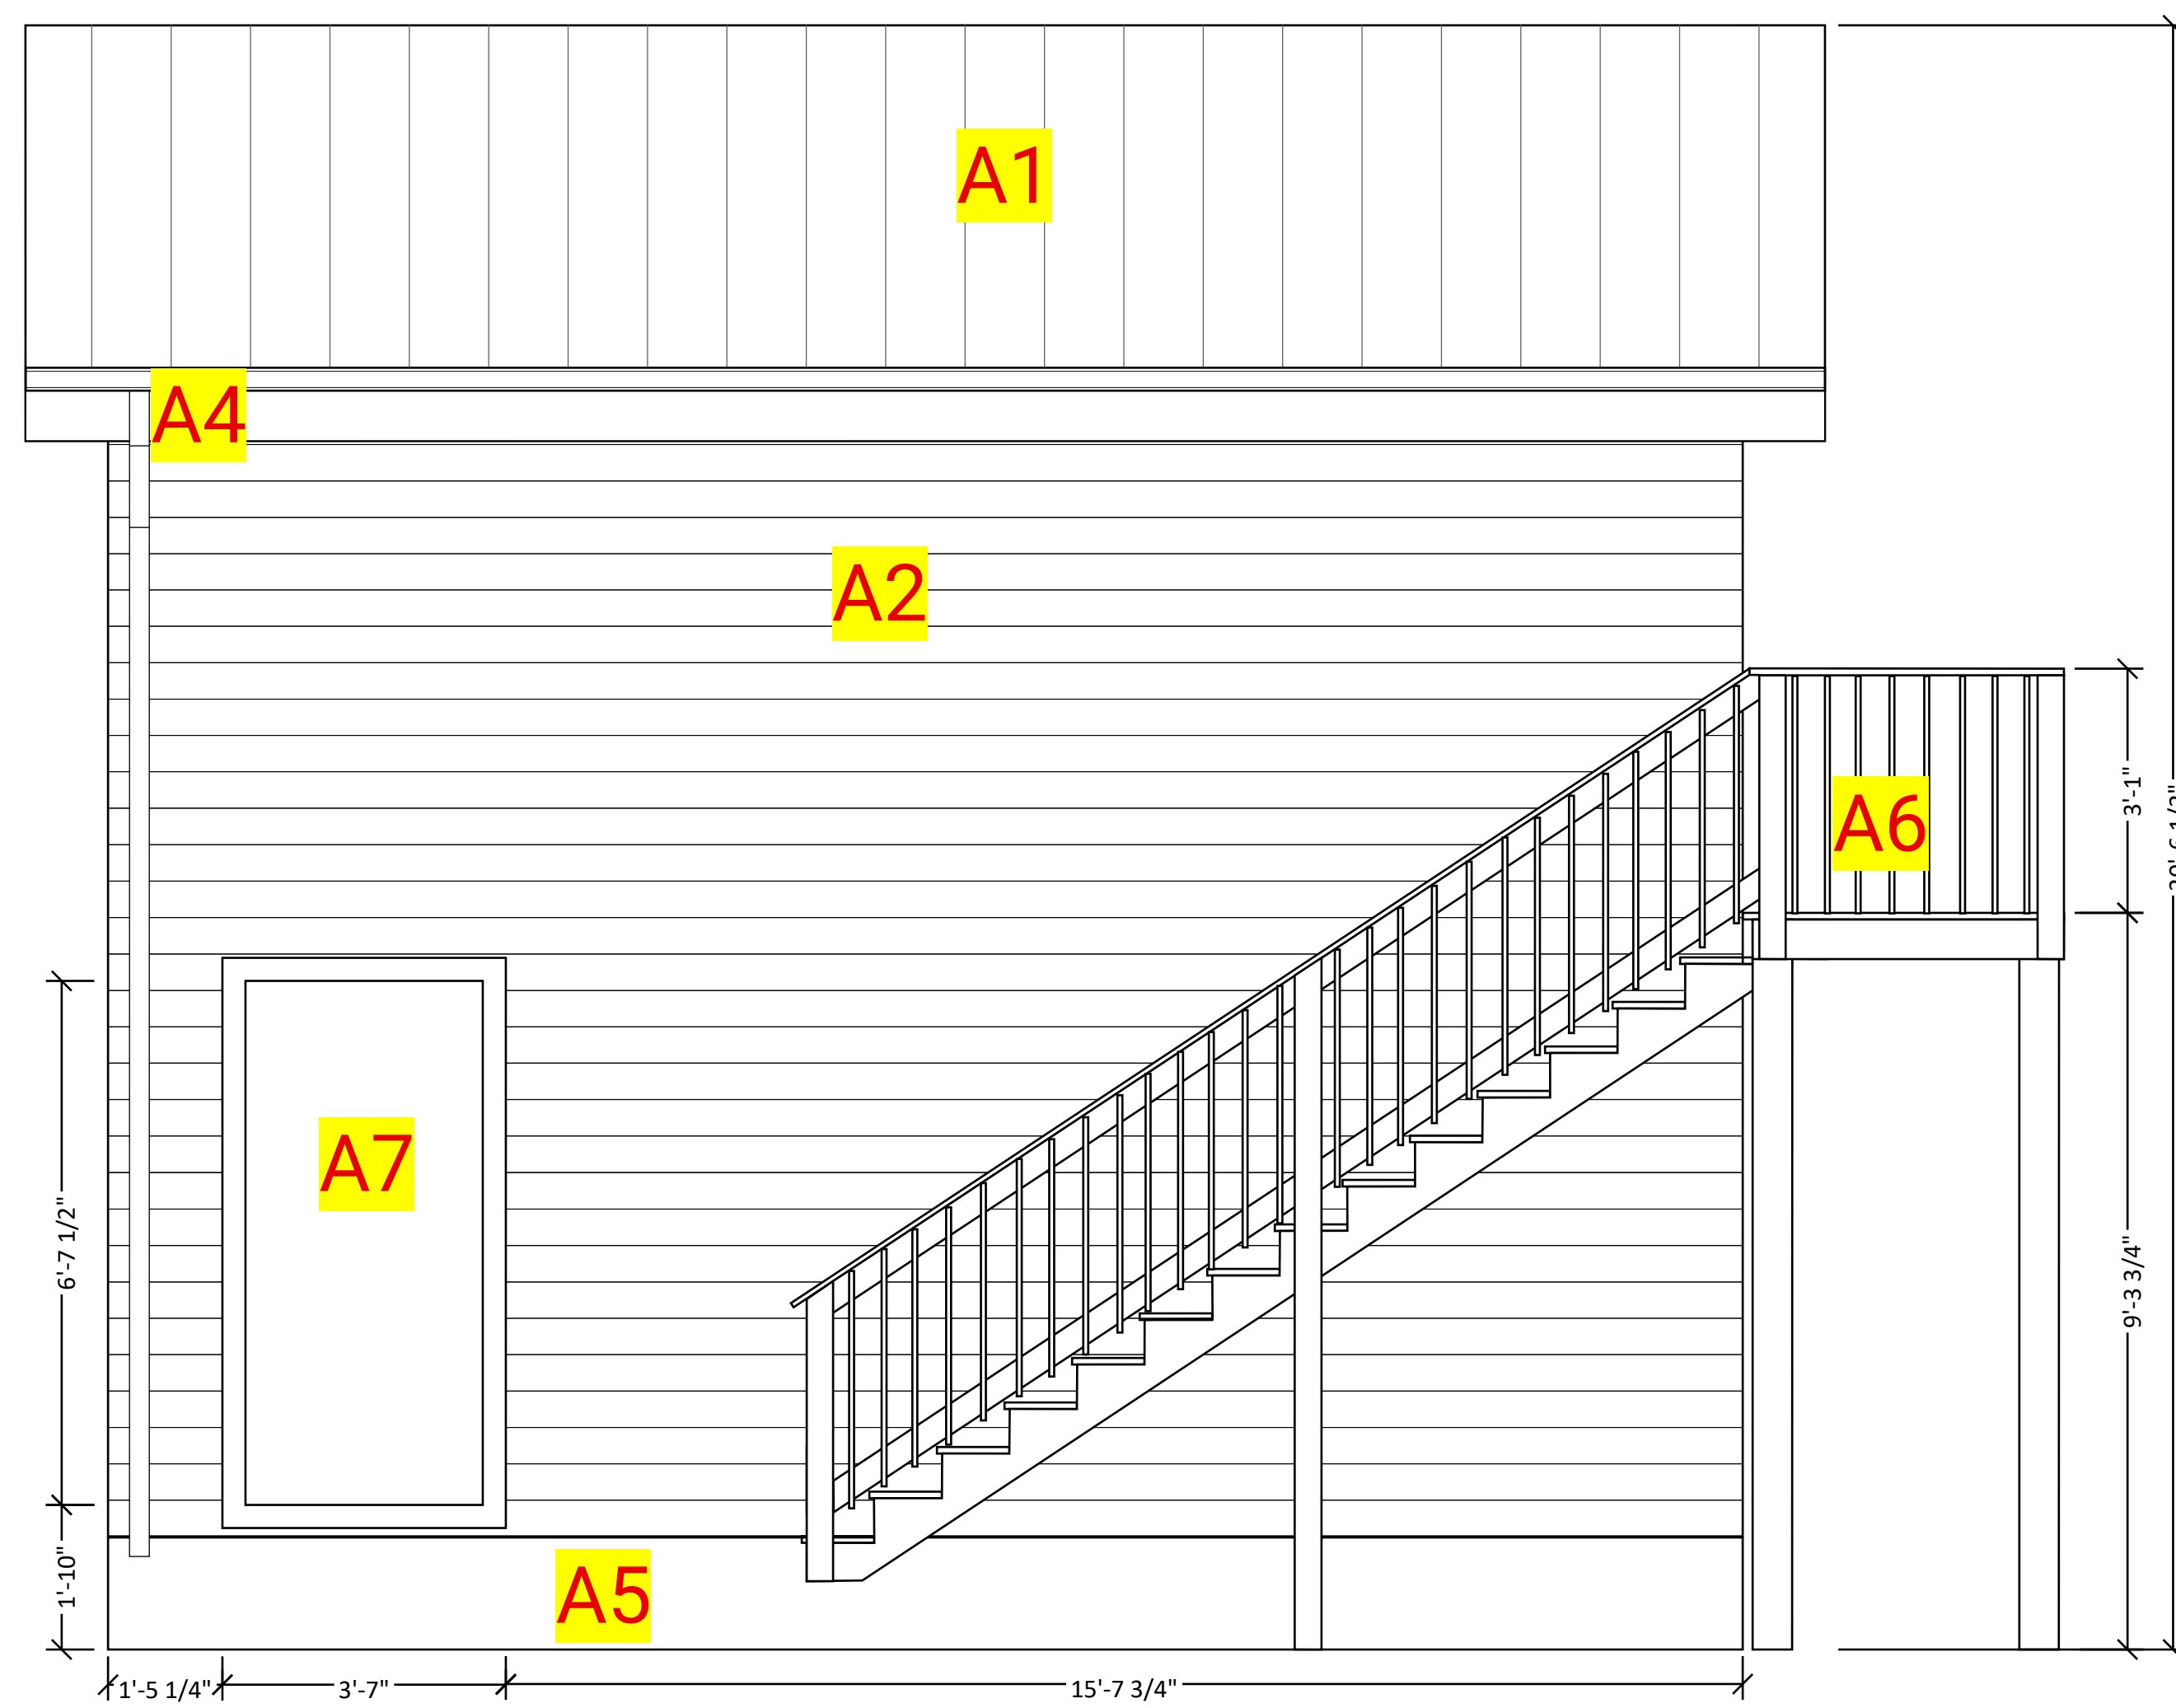 A1
A4
A2
A6
3'-1"
A7
6'-7 1/2"
9'-3 3/4"
1'-10"
A5
1'-5 1/4"
3'-7"
15'-7 3/4"